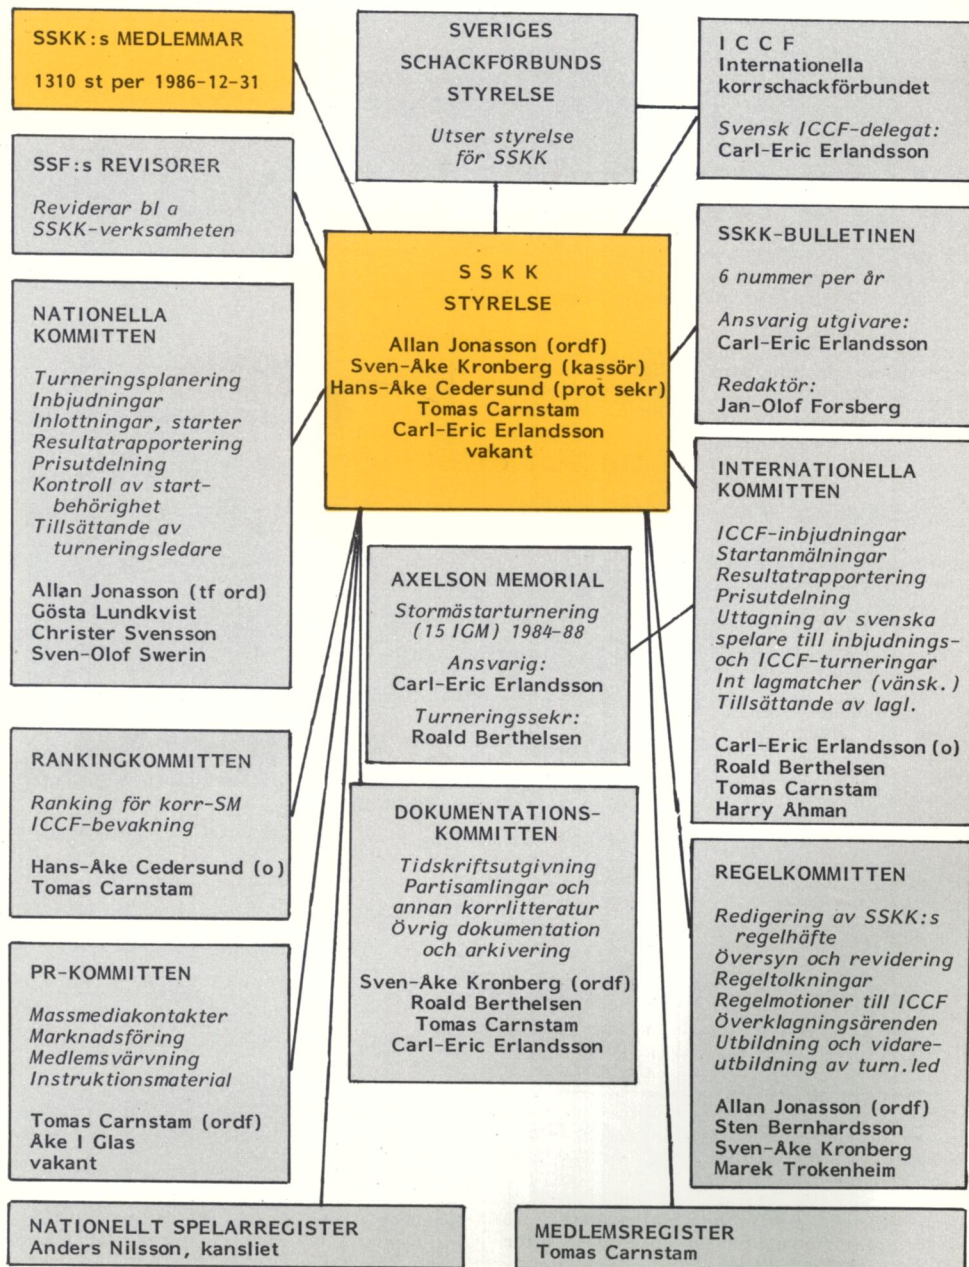 SSKK:s MEDLEMMAR
1310 st per 1986-12-31
SVERIGES
SCHACKFÖRBUNDS
STYRELSE
Utser styrelse
för SSKK
I C C F
Internationella
korrschackförbundet
Svensk ICCF-delegat:
Carl-Eric Erlandsson
SSF:s REVISORER
Reviderar bl a
SSKK-verksamheten
S S K K
STYRELSE
Allan Jonasson (ordf)
Sven-Åke Kronberg (kassör)
Hans-Åke Cedersund (prot sekr)
Tomas Carnstam
Carl-Eric Erlandsson
vakant
SSKK-BULLETINEN
6 nummer per år
Ansvarig utgivare:
Carl-Eric Erlandsson
Redaktör:
Jan-Olof Forsberg
NATIONELLA
KOMMITTEN
Turneringsplanering
Inbjudningar
Inlottningar, starter
Resultatrapportering
Prisutdelning
Kontroll av start-
behörighet
Tillsättande av
turneringsledare
Allan Jonasson (tf ord)
Gösta Lundkvist
Christer Svensson
Sven-Olof Swerin
AXELSON MEMORIAL
Stormästarturnering
(15 IGM) 1984-88
Ansvarig:
Carl-Eric Erlandsson
Turneringssekr:
Roald Berthelsen
INTERNATIONELLA
KOMMITTEN
ICCF-inbjudningar
Startanmälningar
Resultatrapportering
Prisutdelning
Uttagning av svenska
spelare till inbjudnings-
och ICCF-turneringar
Int lagmatcher (vänsk.)
Tillsättande av lagl.
Carl-Eric Erlandsson (o)
Roald Berthelsen
Tomas Carnstam
Harry Åhman
RANKINGKOMMITTEN
Ranking för korr-SM
ICCF-bevakning
Hans-Åke Cedersund (o)
Tomas Carnstam
DOKUMENTATIONS-
KOMMITTEN
Tidskriftsutgivning
Partisamlingar och
annan korrlitteratur
Övrig dokumentation
och arkivering
Sven-Åke Kronberg (ordf)
Roald Berthelsen
Tomas Carnstam
Carl-Eric Erlandsson
REGELKOMMITTEN
Redigering av SSKK:s
regelhäfte
Översyn och revidering
Regeltolkningar
Regelmotioner till ICCF
Överklagningsärenden
Utbildning och vidare-
utbildning av turn.led
Allan Jonasson (ordf)
Sten Bernhardsson
Sven-Åke Kronberg
Marek Trokenheim
PR-KOMMITTEN
Massmediakontakter
Marknadsföring
Medlemsvärvning
Instruktionsmaterial
Tomas Carnstam (ordf)
Åke I Glas
vakant
NATIONELLT SPELARREGISTER
Anders Nilsson, kansliet
MEDLEMSREGISTER
Tomas Carnstam